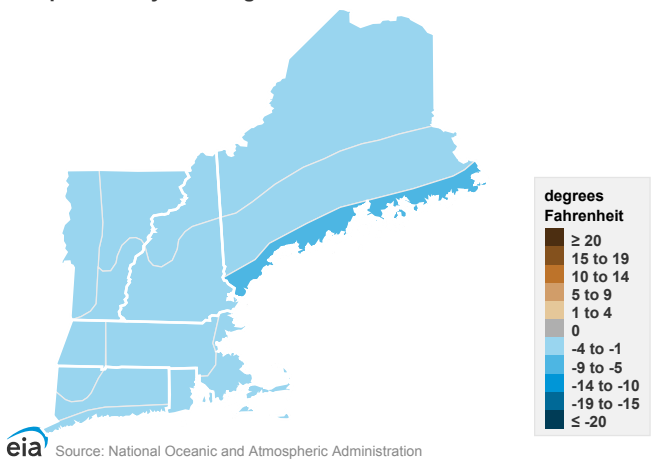 degrees
Fahrenheit
≥ 20
15 to 19
10 to 14
5 to 9
1 to 4
0
-4 to -1
-9 to -5
-14 to -10
-19 to -15
≤ -20
eia Source: National Oceanic and Atmospheric Administration